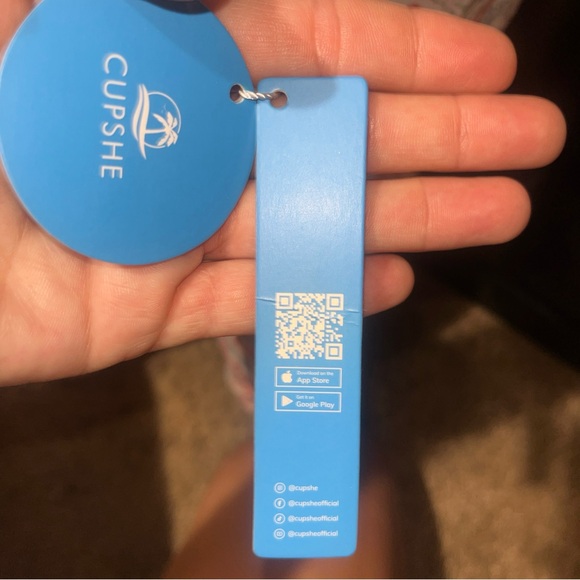 CUPSHE
Download on the
App Store
Get it on
Google Play
@cupshe
@cupsheofficial
@cupsheofficial
@cupsheofficial